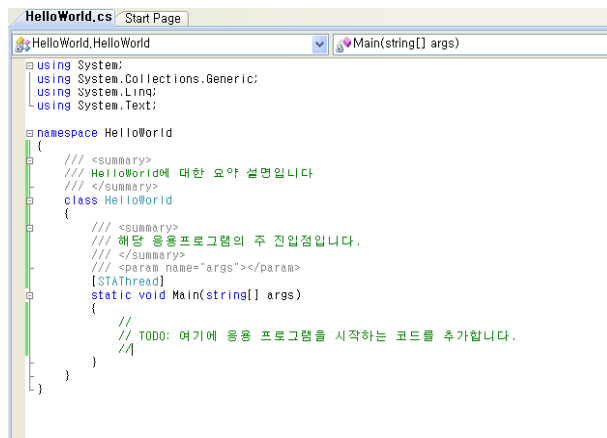 HelloWorld.cs Start Page
HelloWorld.HelloWorld Main(string[] args)
using System;
using System.Collections.Generic;
using System.Linq;
using System.Text;
namespace HelloWorld
{
/// <summary>
/// HelloWorld에 대한 요약 설명입니다
/// </summary>
class HelloWorld
{
/// <summary>
/// 해당 응용프로그램의 주 진입점입니다.
/// </summary>
/// <param name="args"></param>
[STAThread]
static void Main(string[] args)
{
//
// TODO: 여기에 응용 프로그램을 시작하는 코드를 추가합니다.
//
}
}
}